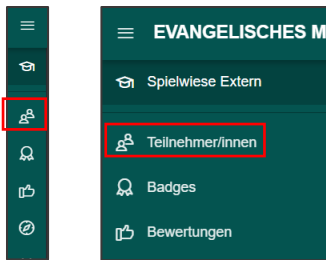 EVANGELISCHES M
Spielwiese Extern
Teilnehmer/innen
Badges
Bewertungen